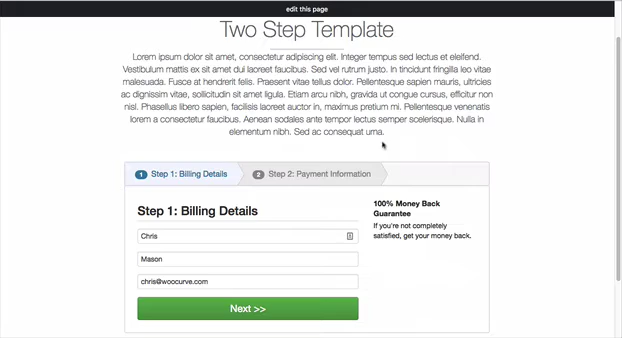 edit this page
Two Step Template
Lorem ipsum dolor sit amet, consectetur adipiscing elit. Integer tempus sed lectus et eleifend.
Vestibulum mattis ex sit amet dui laoreet faucibus. Sed vel rutrum justo. In tincidunt fringilla leo vitae
malesuada. Fusce at hendrerit felis. Praesent vitae tellus dolor. Pellentesque sapien mauris, ultricies
ac dignissim vitae, sollicitudin sit amet ligula. Etiam arcu nibh, gravida ut congue cursus, efficitur non
nisl. Phasellus libero sapien, facilisis laoreet auctor in, maximus pretium mi. Pellentesque venenatis
lorem a consectetur faucibus. Aenean sodales ante tempor lectus semper scelerisque. Nulla in
elementum nibh. Sed ac consequat urna.
1 Step 1: Billing Details 2 Step 2: Payment Information
Step 1: Billing Details
Chris
Mason
chris@woocurve.com
Next >>
100% Money Back
Guarantee
If you're not completely
satisfied, get your money back.